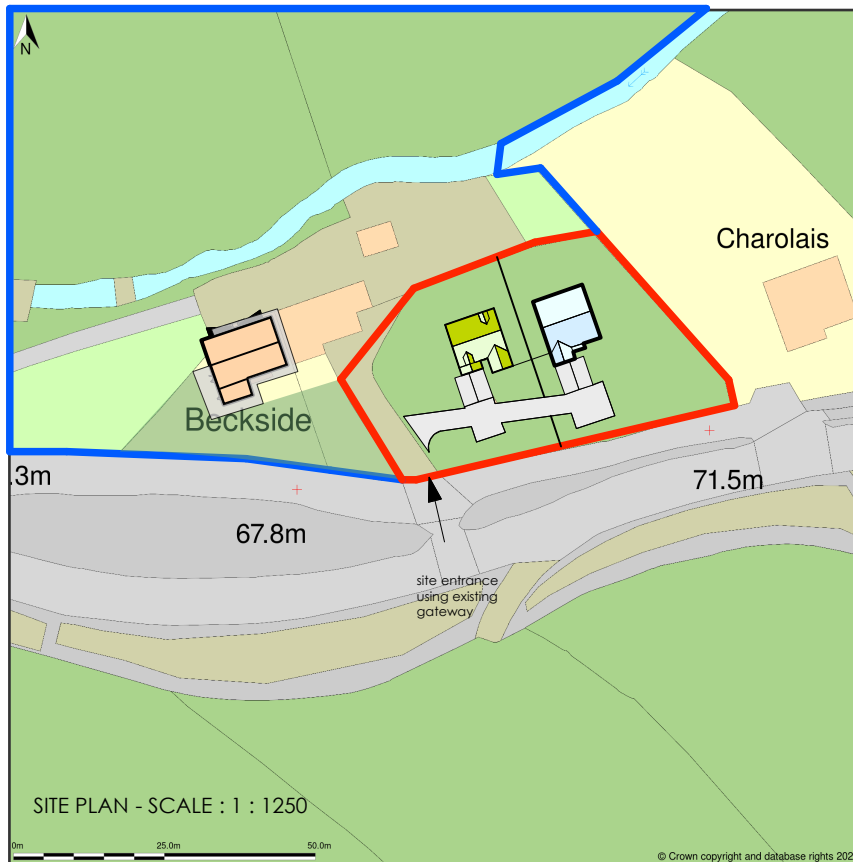 N
Charolais
Beckside
.3m
71.5m
67.8m
site entrance
using existing
gateway
SITE PLAN - SCALE : 1 : 1250
0m 25.0m 50.0m
© Crown copyright and database rights 202